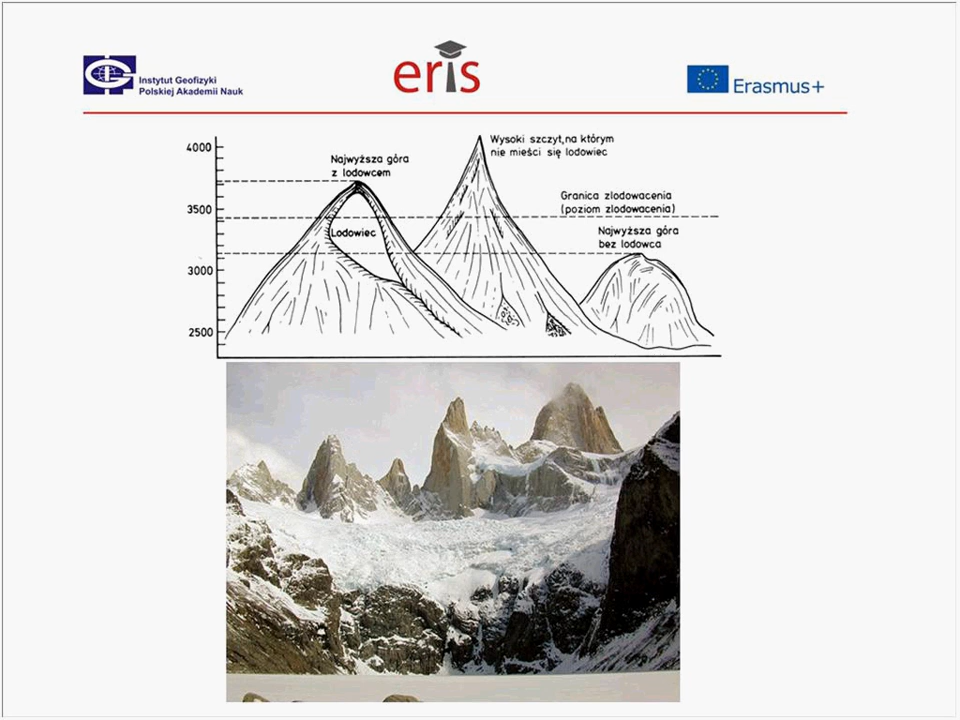 Instytut Geofizyki
Polskiej Akademii Nauk
eris
Erasmus+
4000
3500
3000
2500
Najwyższa góra
z lodowcem
Lodowiec
Wysoki szczyt, na którym
nie mieści się lodowiec
Granica zlodowacenia
(poziom zlodowacenia)
Najwyższa góra
bez lodowca